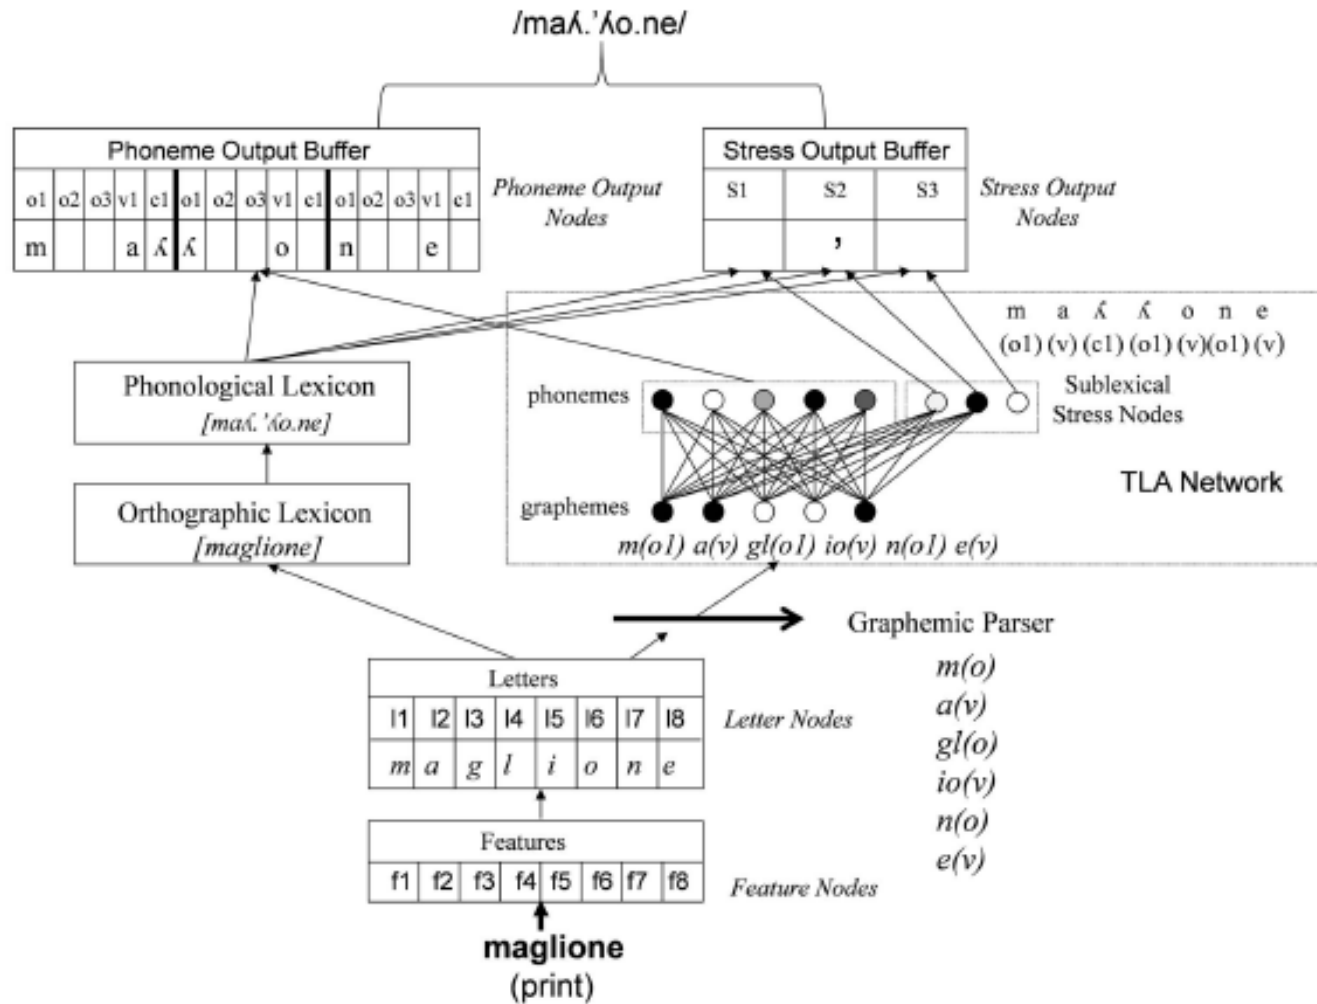 /maʎ.'ʎo.ne/
Phoneme Output Buffer
o1 o2 o3 v1 c1 o1 o2 o3 v1 c1 o1 o2 o3 v1 c1
m a ʎ ʎ o n e
Phoneme Output
Nodes
Stress Output Buffer
S1 S2 S3
'
Stress Output
Nodes
m a ʎ ʎ o n e
(o1) (v) (c1) (o1) (v)(o1) (v)
phonemes
Sublexical
Stress Nodes
TLA Network
graphemes
m(o1) a(v) gl(o1) io(v) n(o1) e(v)
Phonological Lexicon
[maʎ.'ʎo.ne]
Orthographic Lexicon
[maglione]
Graphemic Parser
m(o)
a(v)
gl(o)
io(v)
n(o)
e(v)
Letters
l1 l2 l3 l4 l5 l6 l7 l8
m a g l i o n e
Letter Nodes
Features
f1 f2 f3 f4 f5 f6 f7 f8
Feature Nodes
maglione
(print)